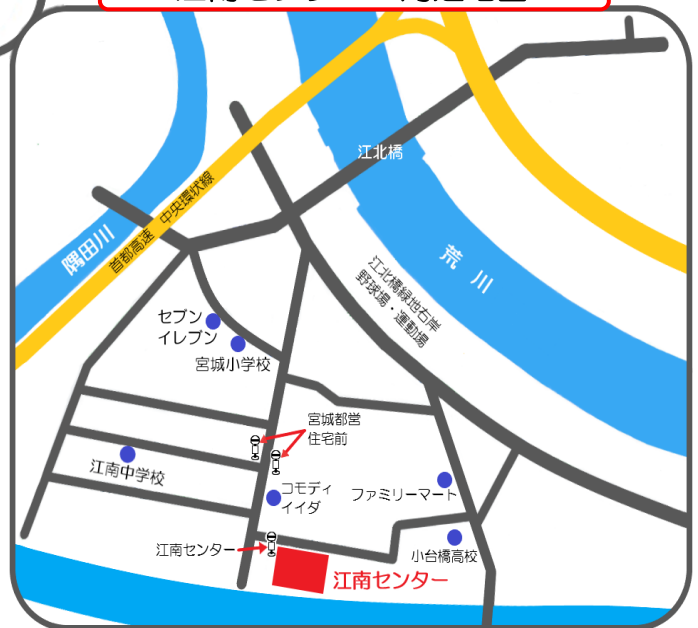 江北橋
首都高速 中央環状線
隅田川
荒川
江北橋緑地右岸
野球場・運動場
セブン
イレブン
宮城小学校
宮城都営
住宅前
江南中学校
コモディ
イイダ
ファミリーマート
江南センター
小台橋高校
江南センター